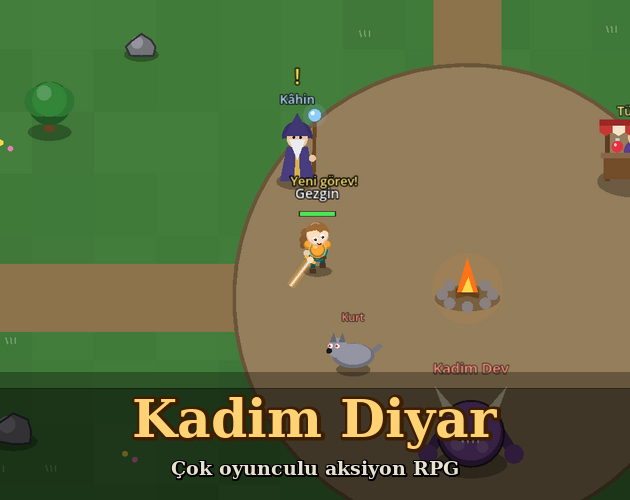 !
Kâhin
Yeni görev!
Gezgin
Kurt
Kadim Dev
Kadim Diyar
Çok oyunculu aksiyon RPG